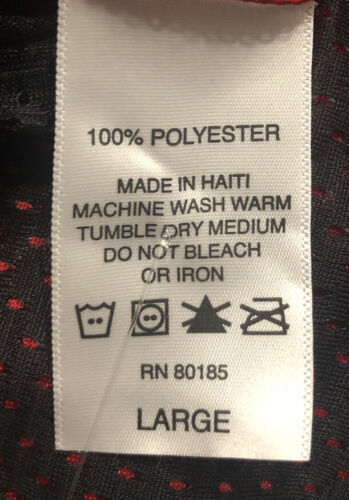 100% POLYESTER
MADE IN HAITI
MACHINE WASH WARM
TUMBLE DRY MEDIUM
DO NOT BLEACH
OR IRON
RN 80185
LARGE